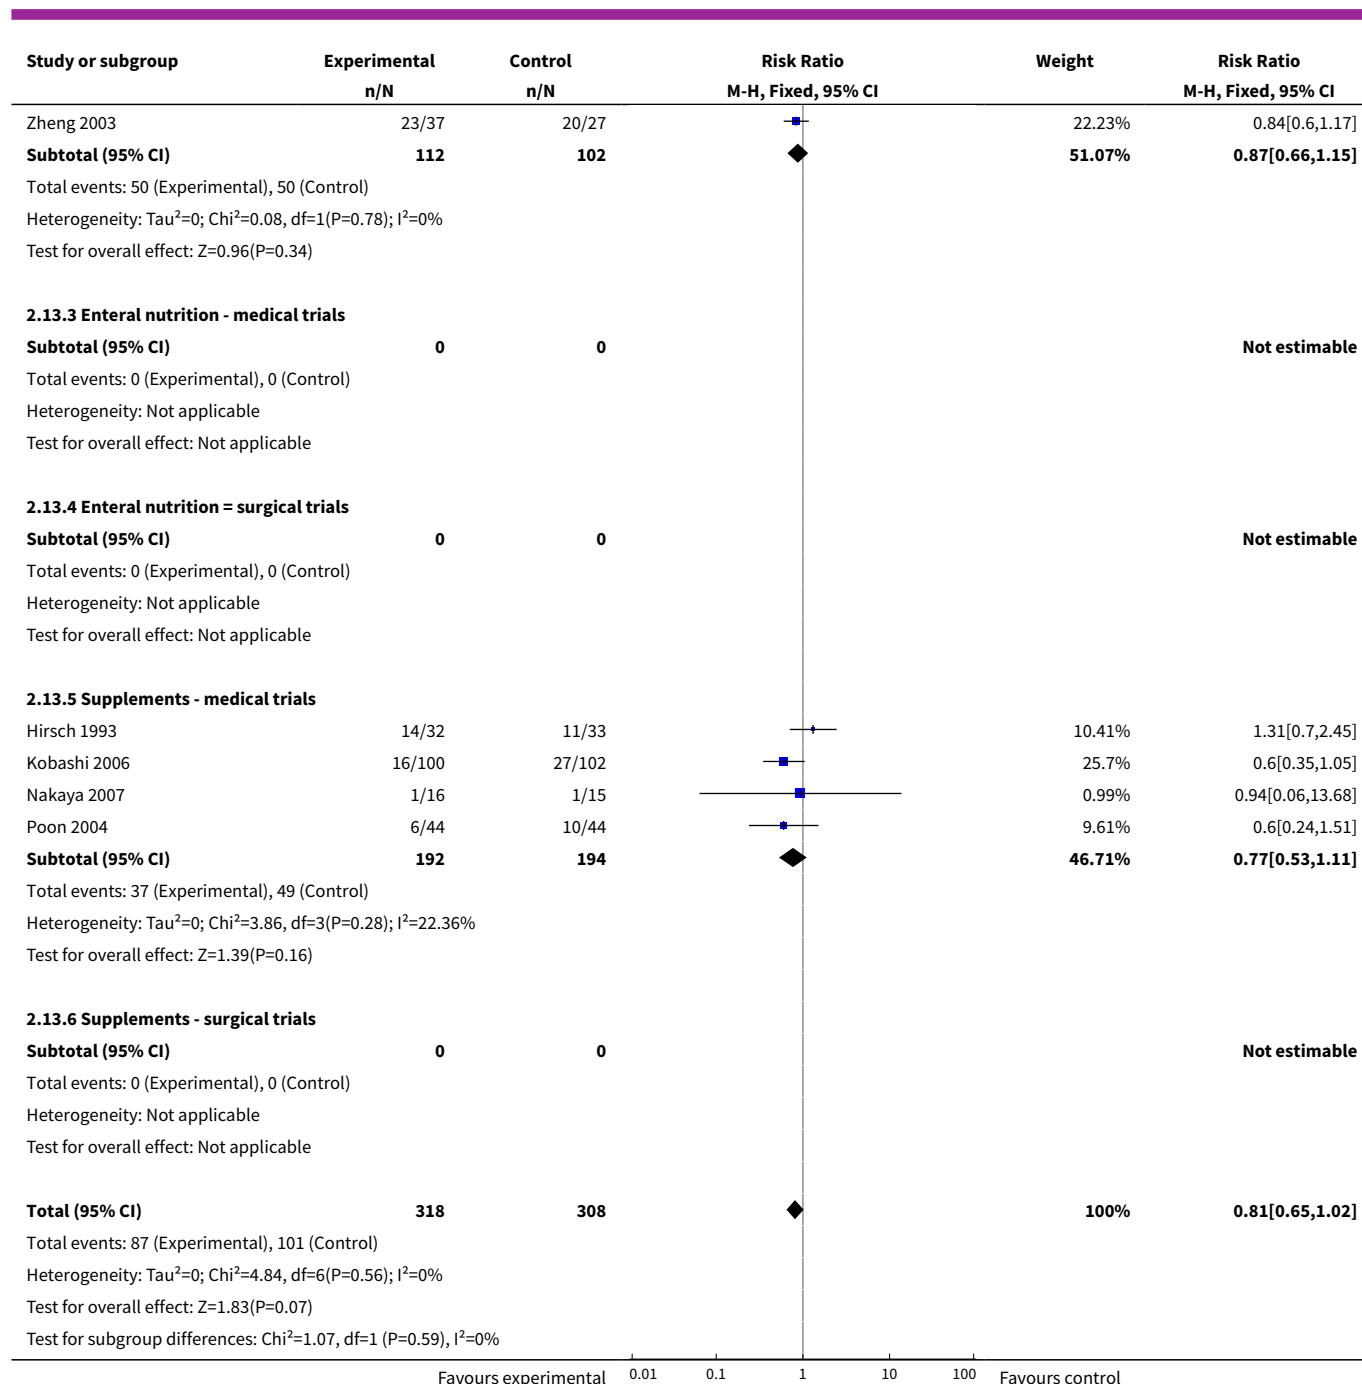 Study or subgroup Experimental Control Risk Ratio Weight Risk Ratio
n/N n/N M-H, Fixed, 95% CI M-H, Fixed, 95% CI
Zheng 2003 23/37 20/27 22.23% 0.84[0.6,1.17]
Subtotal (95% CI) 112 102 51.07% 0.87[0.66,1.15]
Total events: 50 (Experimental), 50 (Control)
Heterogeneity: Tau²=0; Chi²=0.08, df=1(P=0.78); I²=0%
Test for overall effect: Z=0.96(P=0.34)
2.13.3 Enteral nutrition - medical trials
Subtotal (95% CI) 0 0 Not estimable
Total events: 0 (Experimental), 0 (Control)
Heterogeneity: Not applicable
Test for overall effect: Not applicable
2.13.4 Enteral nutrition = surgical trials
Subtotal (95% CI) 0 0 Not estimable
Total events: 0 (Experimental), 0 (Control)
Heterogeneity: Not applicable
Test for overall effect: Not applicable
2.13.5 Supplements - medical trials
Hirsch 1993 14/32 11/33 10.41% 1.31[0.7,2.45]
Kobashi 2006 16/100 27/102 25.7% 0.6[0.35,1.05]
Nakaya 2007 1/16 1/15 0.99% 0.94[0.06,13.68]
Poon 2004 6/44 10/44 9.61% 0.6[0.24,1.51]
Subtotal (95% CI) 192 194 46.71% 0.77[0.53,1.11]
Total events: 37 (Experimental), 49 (Control)
Heterogeneity: Tau²=0; Chi²=3.86, df=3(P=0.28); I²=22.36%
Test for overall effect: Z=1.39(P=0.16)
2.13.6 Supplements - surgical trials
Subtotal (95% CI) 0 0 Not estimable
Total events: 0 (Experimental), 0 (Control)
Heterogeneity: Not applicable
Test for overall effect: Not applicable
Total (95% CI) 318 308 100% 0.81[0.65,1.02]
Total events: 87 (Experimental), 101 (Control)
Heterogeneity: Tau²=0; Chi²=4.84, df=6(P=0.56); I²=0%
Test for overall effect: Z=1.83(P=0.07)
Test for subgroup differences: Chi²=1.07, df=1 (P=0.59), I²=0%
Favours experimental 0.01 0.1 1 10 100 Favours control